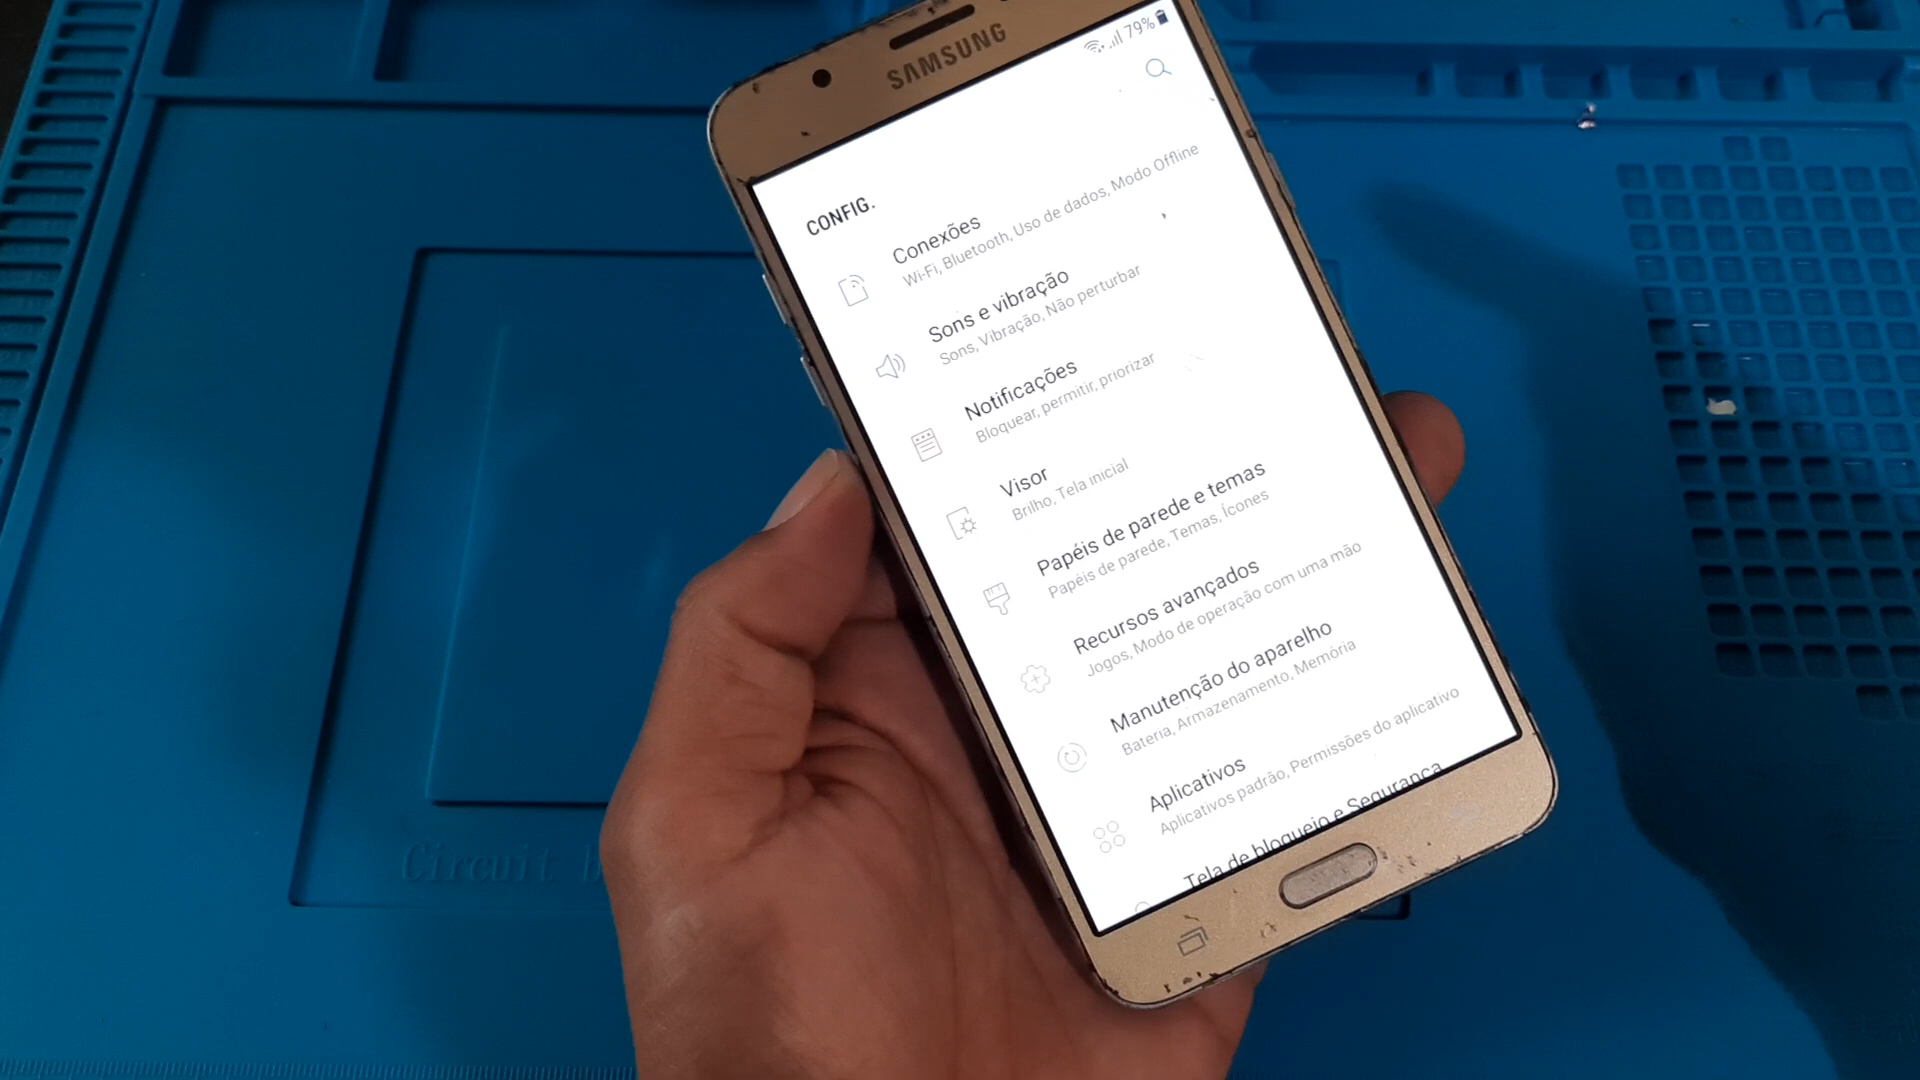 SAMSUNG
79%
CONFIG.
Conexões
Wi-Fi, Bluetooth, Uso de dados, Modo Offline
Sons e vibração
Sons, Vibração, Não perturbar
Notificações
Bloquear, permitir, priorizar
Visor
Brilho, Tela inicial
Papéis de parede e temas
Papéis de parede, Temas, Ícones
Recursos avançados
Jogos, Modo de operação com uma mão
Manutenção do aparelho
Bateria, Armazenamento, Memória
Aplicativos
Aplicativos padrão, Permissões do aplicativo
Tela de bloqueio e Segurança
Circuit